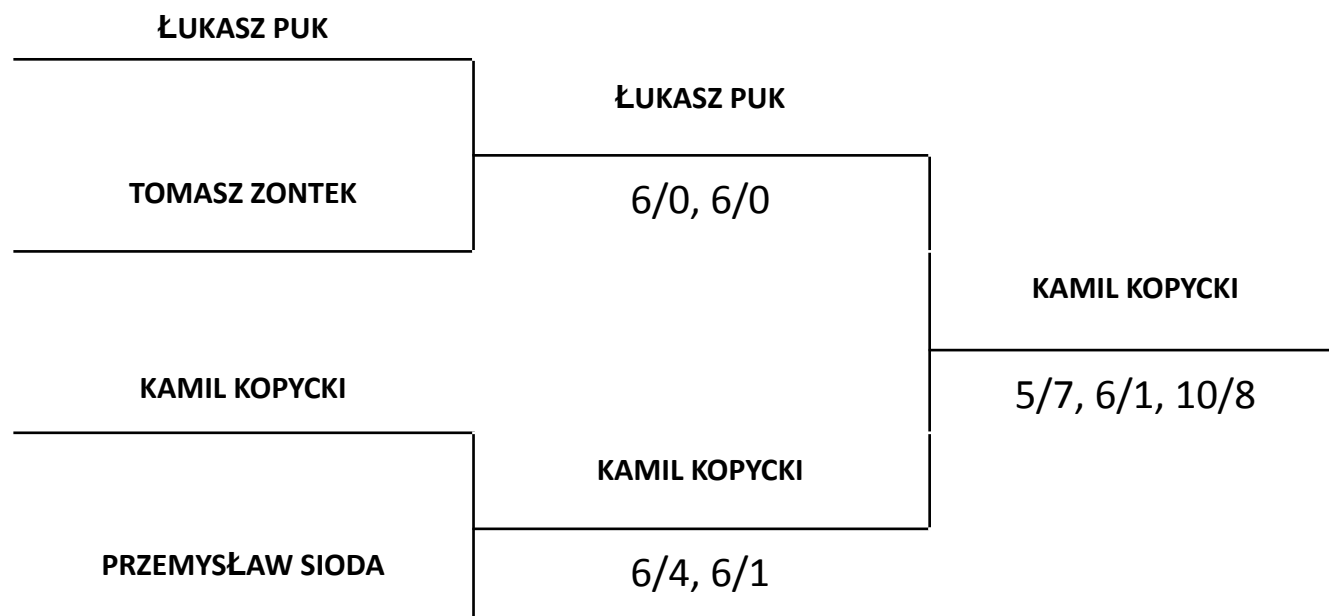 ŁUKASZ PUK
ŁUKASZ PUK
TOMASZ ZONTEK
6/0, 6/0
KAMIL KOPYCKI
KAMIL KOPYCKI
5/7, 6/1, 10/8
KAMIL KOPYCKI
PRZEMYSŁAW SIODA
6/4, 6/1